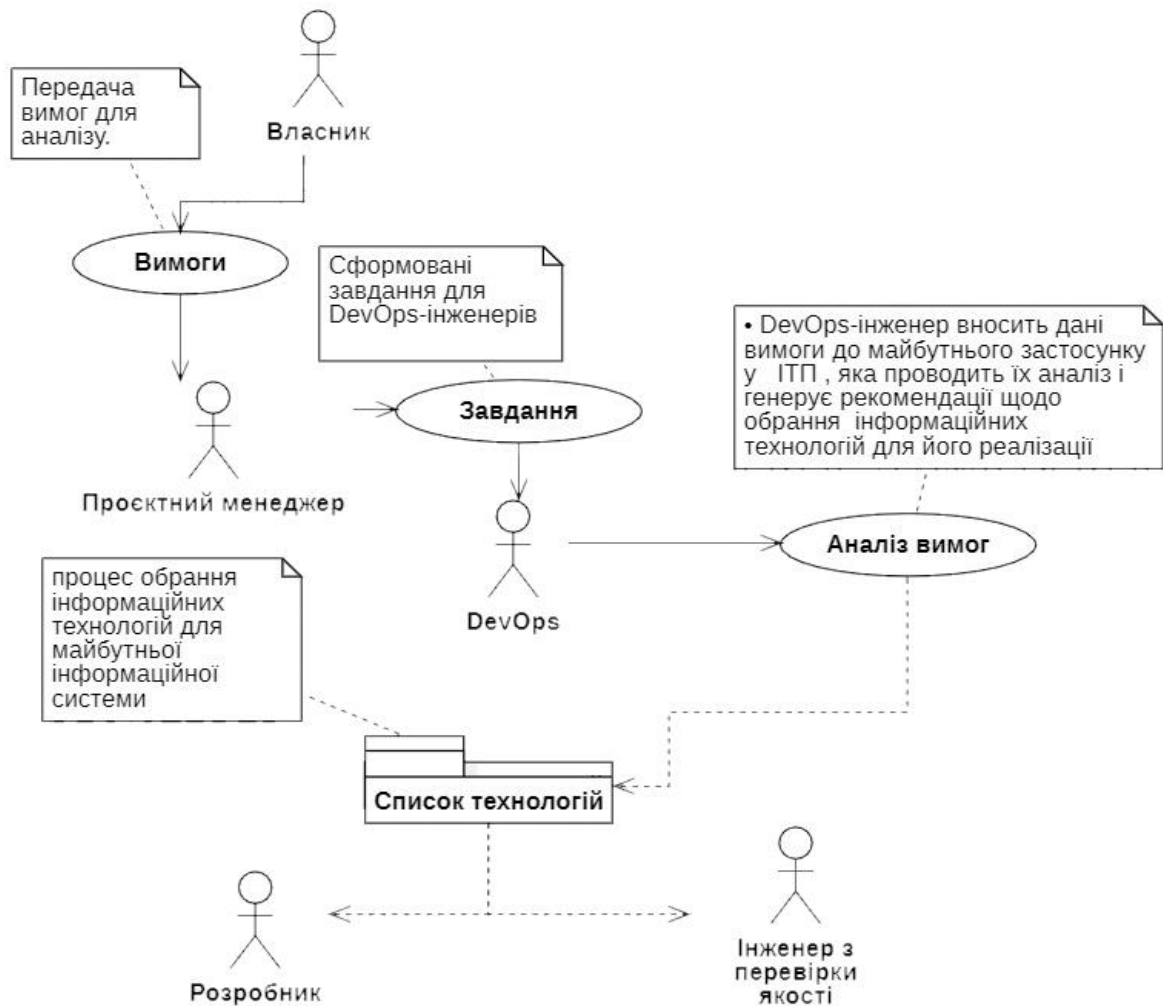 Власник
Передача
вимог для
аналізу.
Вимоги
Сформовані
завдання для
DevOps-інженерів
• DevOps-інженер вносить дані
вимоги до майбутнього застосунку
у ІТП , яка проводить їх аналіз і
генерує рекомендації щодо
обрання інформаційних
технологій для його реалізації
Завдання
Проєктний менеджер
Аналіз вимог
DevOps
процес обрання
інформаційних
технологій для
майбутньої
інформаційної
системи
Список технологій
Розробник
Інженер з
перевірки
якості